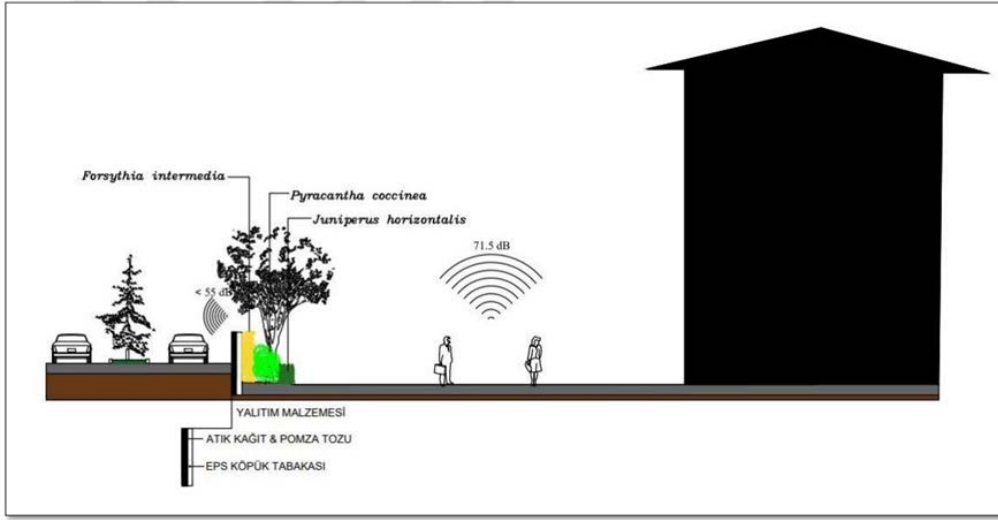 Forsythia intermedia
Pyracantha coccinea
Juniperus horizontalis
71.5 dB
< 55 dB
YALITIM MALZEMESİ
ATIK KAĞIT & POMZA TOZU
EPS KÖPÜK TABAKASI